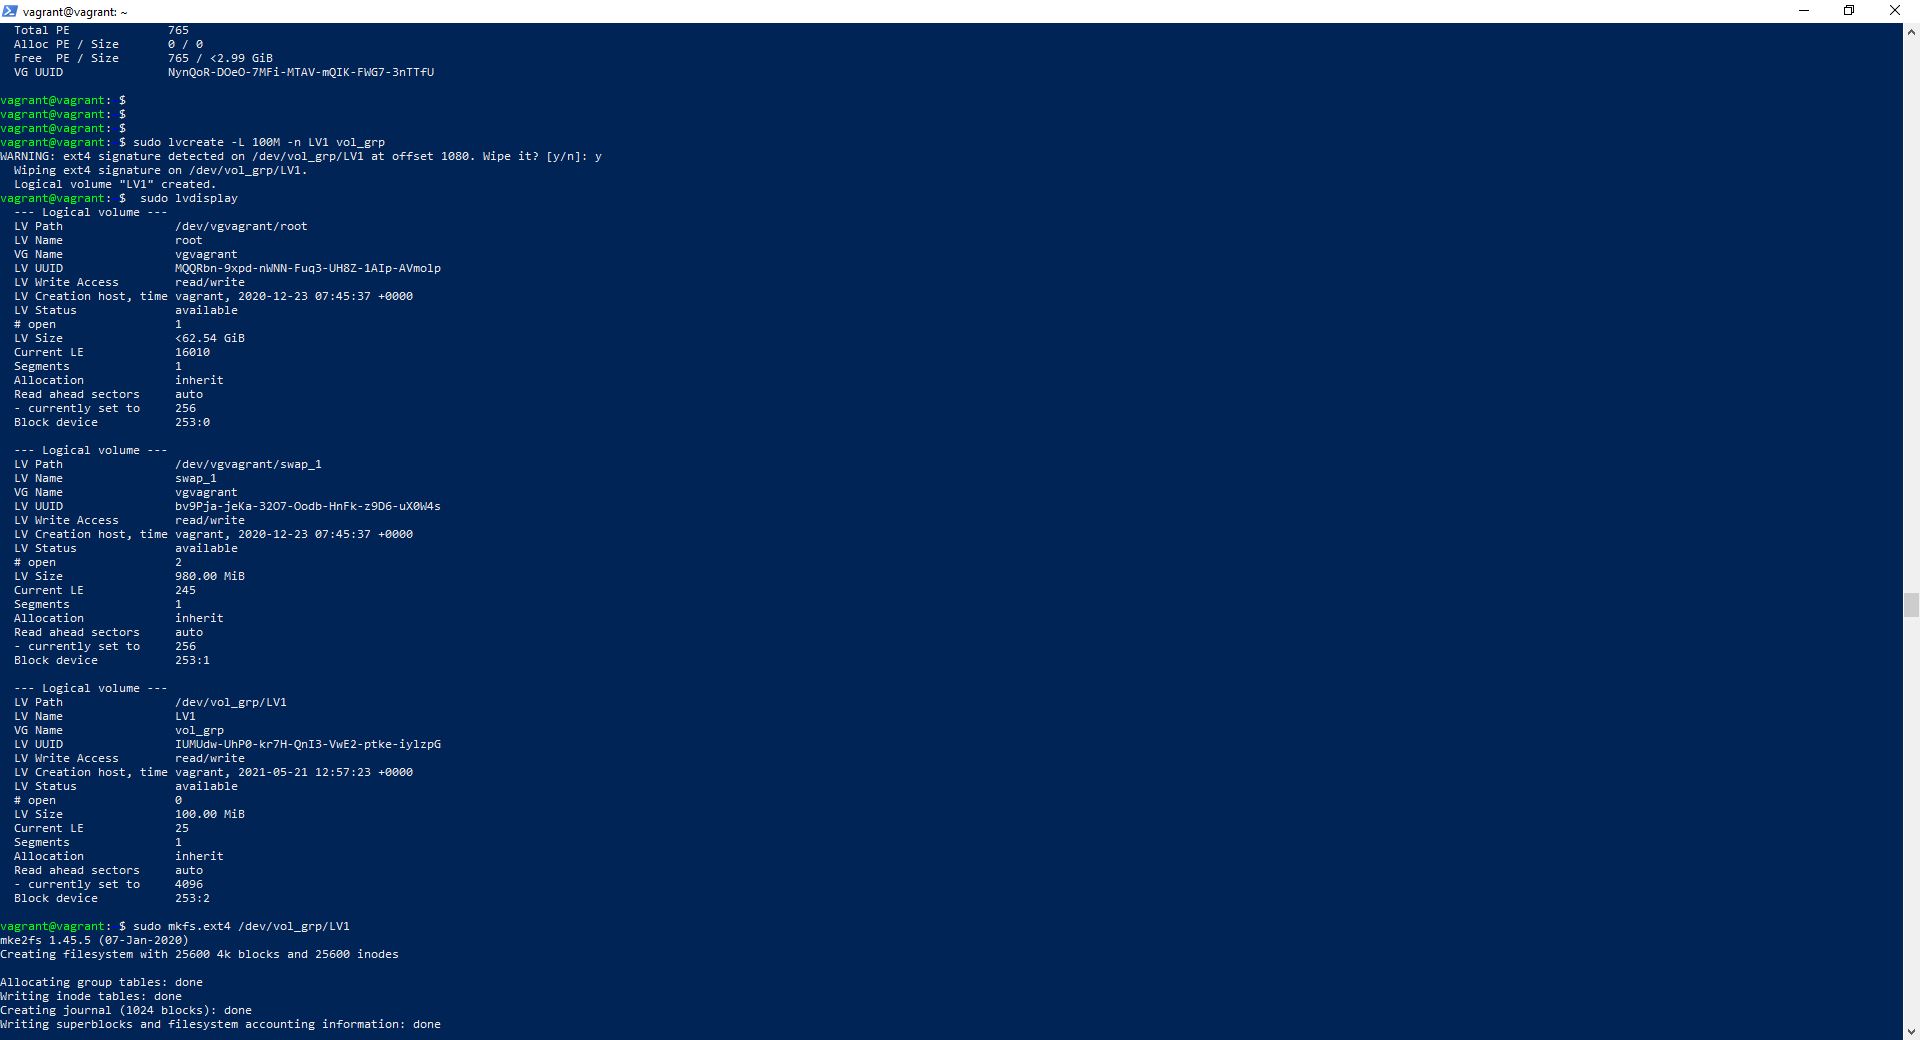 vagrant@vagrant: ~
Total PE 765
Alloc PE / Size 0 / 0
Free PE / Size 765 / <2.99 GiB
VG UUID NynQoR-DOeO-7MFi-MTAV-mQIK-FWG7-3nTTfU
vagrant@vagrant: $
vagrant@vagrant: $
vagrant@vagrant: $
vagrant@vagrant: $ sudo lvcreate -L 100M -n LV1 vol_grp
WARNING: ext4 signature detected on /dev/vol_grp/LV1 at offset 1080. Wipe it? [y/n]: y
Wiping ext4 signature on /dev/vol_grp/LV1.
Logical volume "LV1" created.
vagrant@vagrant: $ sudo lvdisplay
--- Logical volume ---
LV Path /dev/vgvagrant/root
LV Name root
VG Name vgvagrant
LV UUID MQQRbn-9xpd-nWNN-Fuq3-UH8Z-1AIp-AVmolp
LV Write Access read/write
LV Creation host, time vagrant, 2020-12-23 07:45:37 +0000
LV Status available
# open 1
LV Size <62.54 GiB
Current LE 16010
Segments 1
Allocation inherit
Read ahead sectors auto
- currently set to 256
Block device 253:0
--- Logical volume ---
LV Path /dev/vgvagrant/swap_1
LV Name swap_1
VG Name vgvagrant
LV UUID bv9Pja-jeKa-32O7-Oodb-HnFk-z9D6-uX0W4s
LV Write Access read/write
LV Creation host, time vagrant, 2020-12-23 07:45:37 +0000
LV Status available
# open 2
LV Size 980.00 MiB
Current LE 245
Segments 1
Allocation inherit
Read ahead sectors auto
- currently set to 256
Block device 253:1
--- Logical volume ---
LV Path /dev/vol_grp/LV1
LV Name LV1
VG Name vol_grp
LV UUID IUMUdw-UhP0-kr7H-QnI3-VwE2-ptke-iylzpG
LV Write Access read/write
LV Creation host, time vagrant, 2021-05-21 12:57:23 +0000
LV Status available
# open 0
LV Size 100.00 MiB
Current LE 25
Segments 1
Allocation inherit
Read ahead sectors auto
- currently set to 4096
Block device 253:2
vagrant@vagrant: $ sudo mkfs.ext4 /dev/vol_grp/LV1
mke2fs 1.45.5 (07-Jan-2020)
Creating filesystem with 25600 4k blocks and 25600 inodes
Allocating group tables: done
Writing inode tables: done
Creating journal (1024 blocks): done
Writing superblocks and filesystem accounting information: done